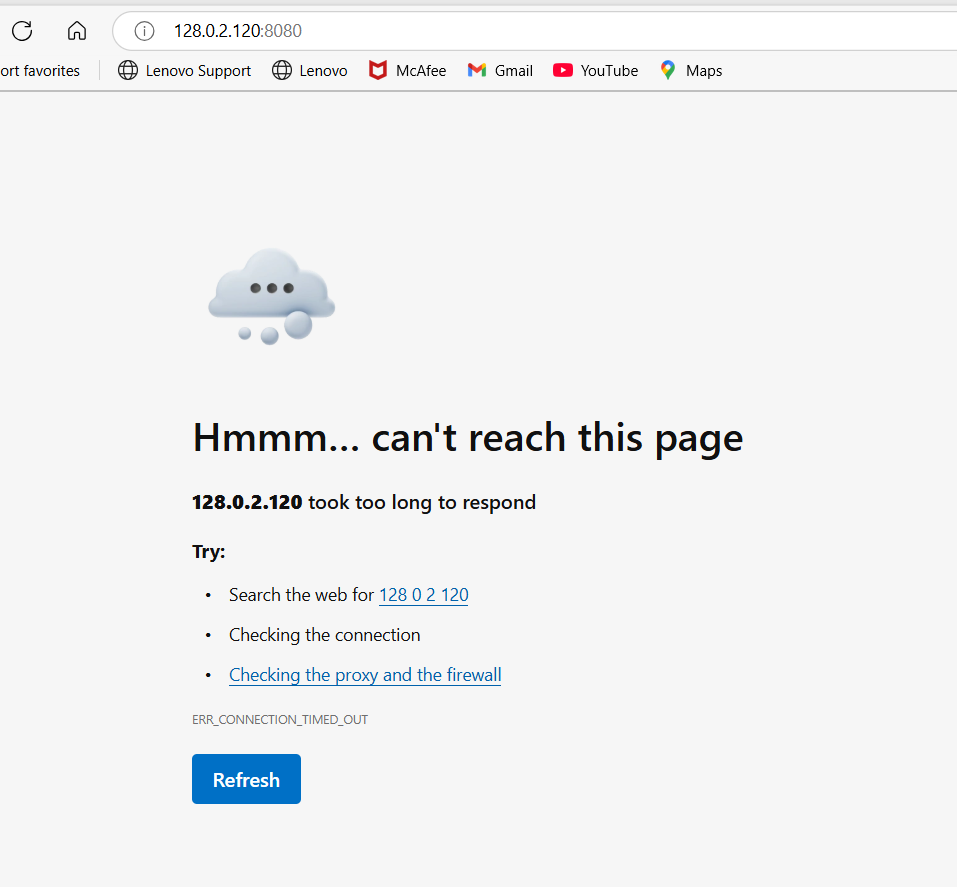 128.0.2.120:8080
ort favorites
Lenovo Support
Lenovo
McAfee
Gmail
YouTube
Maps
Hmmm... can't reach this page
128.0.2.120 took too long to respond
Try:
• Search the web for 128 0 2 120
• Checking the connection
• Checking the proxy and the firewall
ERR_CONNECTION_TIMED_OUT
Refresh